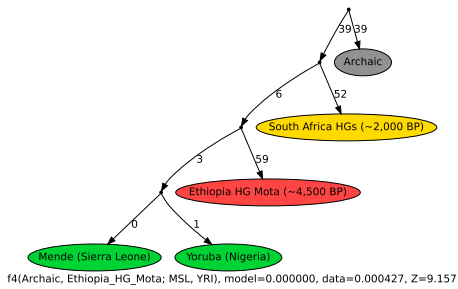 39 39
Archaic
6 52
South Africa HGs (~2,000 BP)
3 59
Ethiopia HG Mota (~4,500 BP)
0 1
Mende (Sierra Leone) Yoruba (Nigeria)
f4(Archaic, Ethiopia_HG_Mota; MSL, YRI), model=0.000000, data=0.000427, Z=9.157